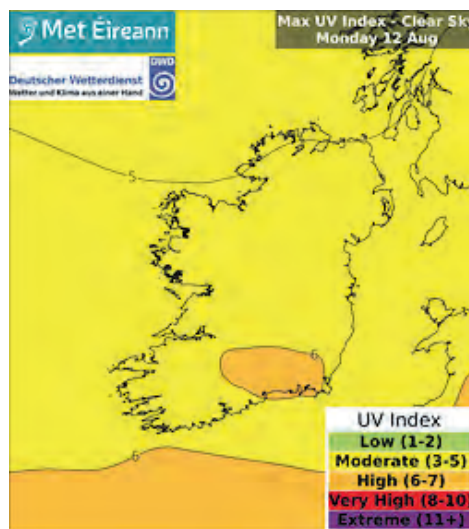 Met Éireann
Max UV Index - Clear Sky
Monday 12 Aug
DWD
Deutscher Wetterdienst
Wetter und Klima aus einer Hand
5
6
6
UV Index
Low (1-2)
Moderate (3-5)
High (6-7)
Very High (8-10)
Extreme (11+)